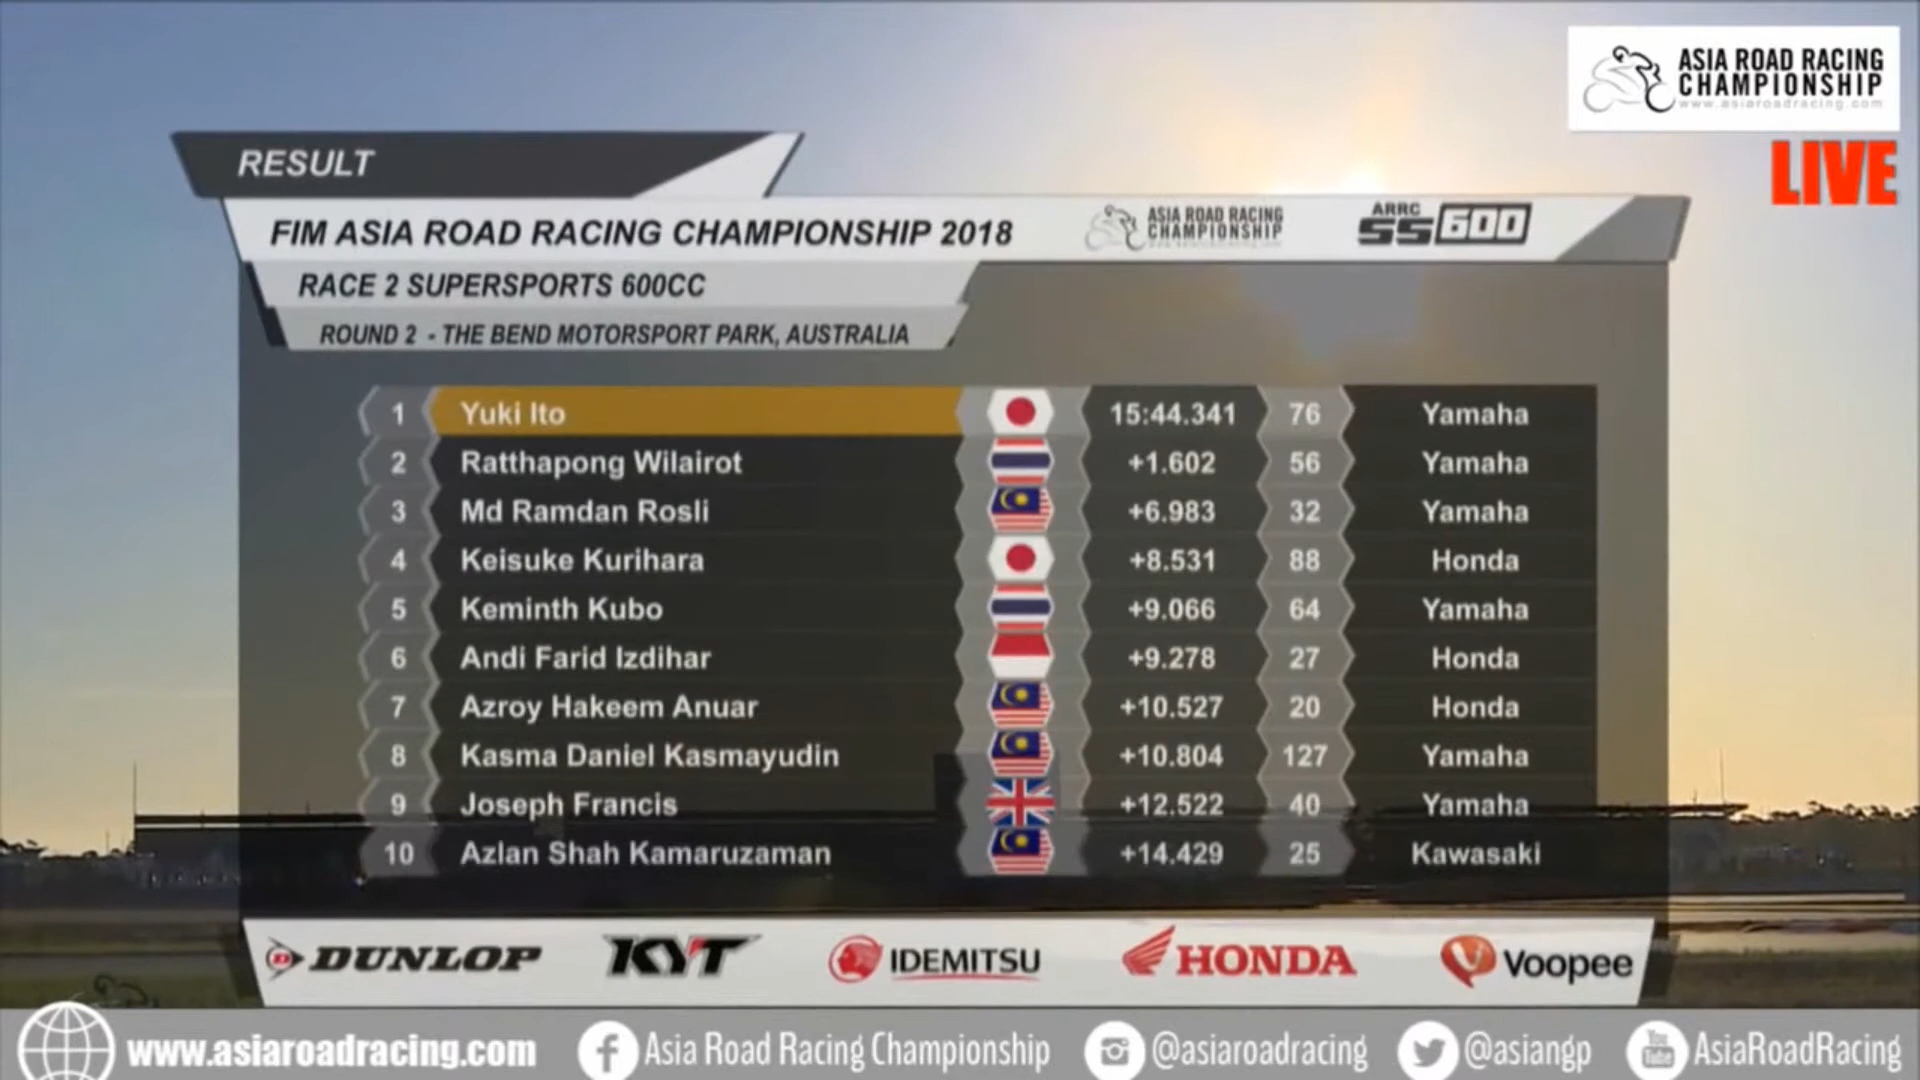 ASIA ROAD RACING
CHAMPIONSHIP
www.asiaroadracing.com
LIVE
RESULT
FIM ASIA ROAD RACING CHAMPIONSHIP 2018
ASIA ROAD RACING
CHAMPIONSHIP
ARRC
SS600
RACE 2 SUPERSPORTS 600CC
ROUND 2 - THE BEND MOTORSPORT PARK, AUSTRALIA
1 Yuki Ito 15:44.341 76 Yamaha
2 Ratthapong Wilairot +1.602 56 Yamaha
3 Md Ramdan Rosli +6.983 32 Yamaha
4 Keisuke Kurihara +8.531 88 Honda
5 Keminth Kubo +9.066 64 Yamaha
6 Andi Farid Izdihar +9.278 27 Honda
7 Azroy Hakeem Anuar +10.527 20 Honda
8 Kasma Daniel Kasmayudin +10.804 127 Yamaha
9 Joseph Francis +12.522 40 Yamaha
10 Azlan Shah Kamaruzaman +14.429 25 Kawasaki
D DUNLOP KYT IDEMITSU HONDA Voopee
www.asiaroadracing.com f Asia Road Racing Championship @asiaroadracing @asiangp You Tube AsiaRoadRacing